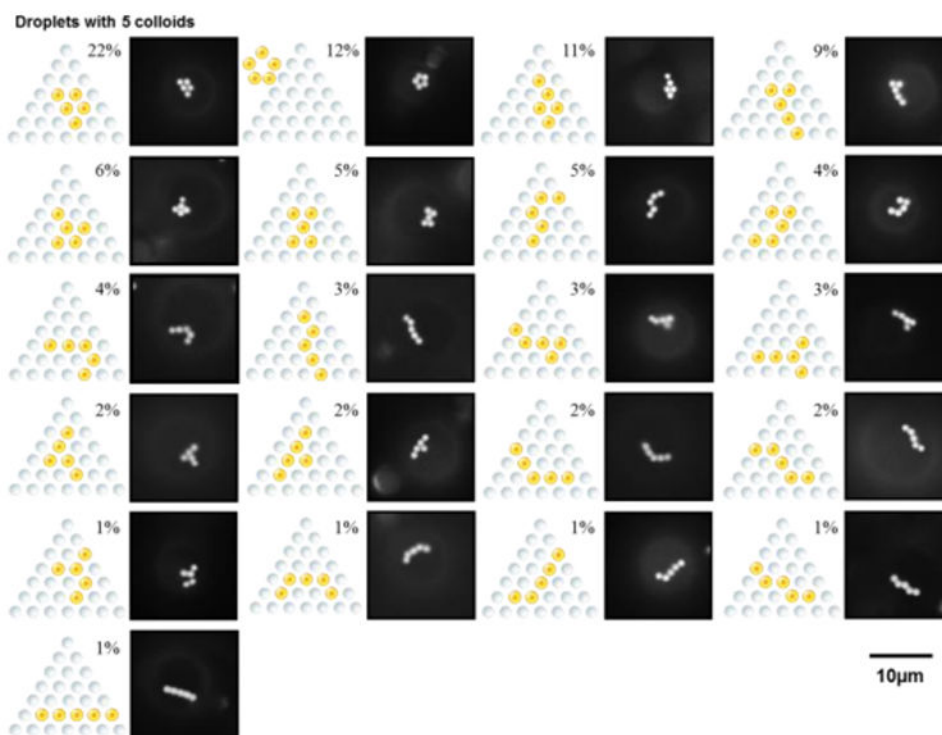 Droplets with 5 colloids
22% 12% 11% 9%
6% 5% 5% 4%
4% 3% 3% 3%
2% 2% 2% 2%
1% 1% 1% 1%
1%
10μm